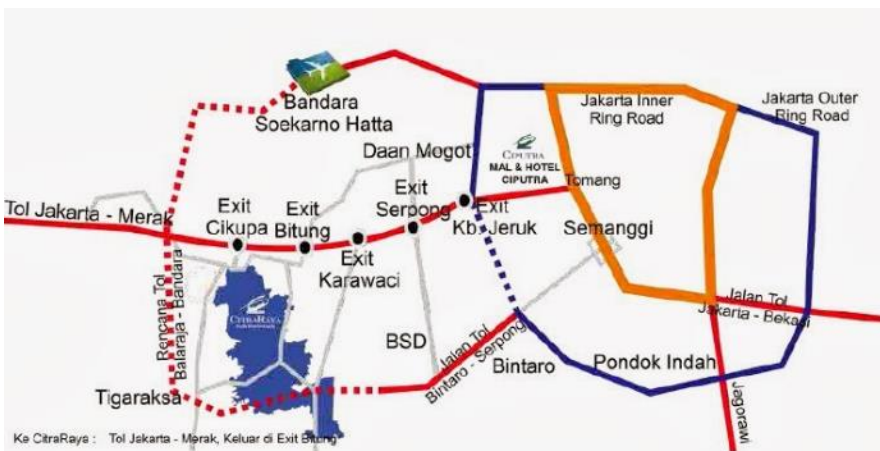 Bandara
Soekarno Hatta
Jakarta Inner
Ring Road
Jakarta Outer
Ring Road
Daan Mogot
CIPUTRA
MAL & HOTEL
CIPUTRA
Tomang
Exit
Serpong
Exit
Kb. Jeruk
Semanggi
Tol Jakarta - Merak
Exit
Cikupa
Exit
Bitung
Exit
Karawaci
Rencana Tol
Balaraja - Bandara
CITRARAYA
BSD
Jalan Tol
Bintaro - Serpong
Jalan Tol
Jakarta - Bekasi
Bintaro
Pondok Indah
Jagorawi
Tigaraksa
Ke CitraRaya : Tol Jakarta - Merak, Keluar di Exit Bitung